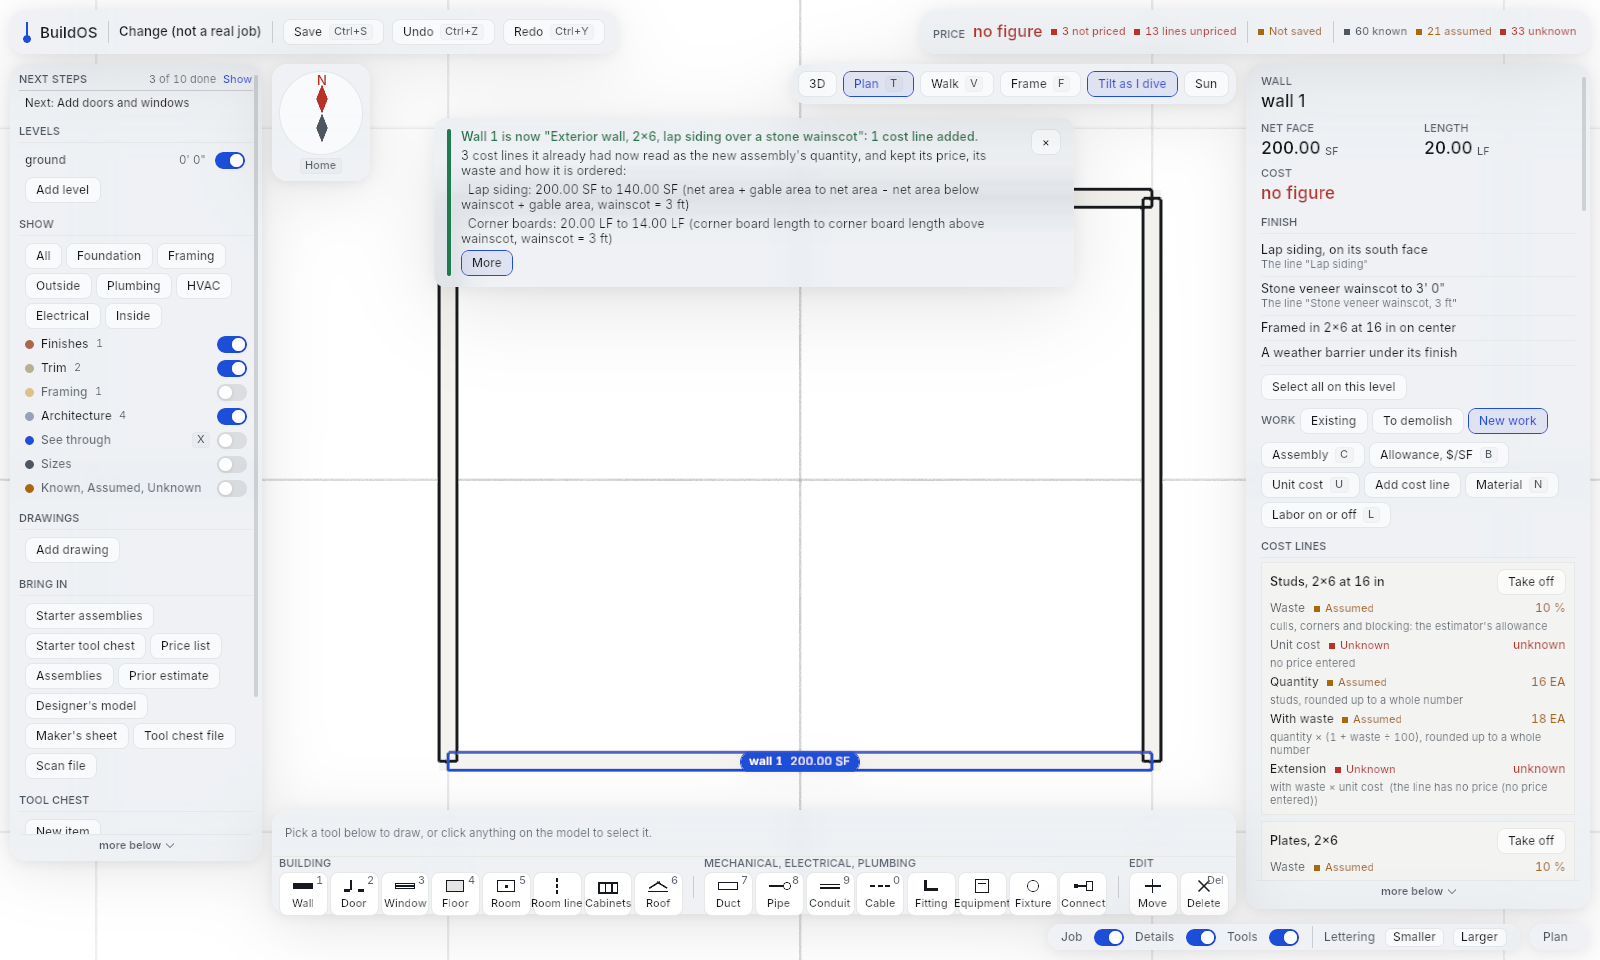 BuildOS
Change (not a real job)
Save Ctrl+S
Undo Ctrl+Z
Redo Ctrl+Y
PRICE no figure 3 not priced 13 lines unpriced Not saved 60 known 21 assumed 33 unknown
NEXT STEPS 3 of 10 done Show
Next: Add doors and windows
LEVELS
ground 0' 0"
Add level
SHOW
All Foundation Framing
Outside Plumbing HVAC
Electrical Inside
Finishes 1
Trim 2
Framing 1
Architecture 4
See through X
Sizes
Known, Assumed, Unknown
DRAWINGS
Add drawing
BRING IN
Starter assemblies
Starter tool chest Price list
Assemblies Prior estimate
Designer's model
Maker's sheet Tool chest file
Scan file
TOOL CHEST
New item
more below
N
Home
3D Plan T Walk V Frame F Tilt as I dive Sun
Wall 1 is now "Exterior wall, 2×6, lap siding over a stone wainscot": 1 cost line added.
×
3 cost lines it already had now read as the new assembly's quantity, and kept its price, its
waste and how it is ordered:
Lap siding: 200.00 SF to 140.00 SF (net area + gable area to net area - net area below
wainscot + gable area, wainscot = 3 ft)
Corner boards: 20.00 LF to 14.00 LF (corner board length to corner board length above
wainscot, wainscot = 3 ft)
More
wall 1 200.00 SF
Pick a tool below to draw, or click anything on the model to select it.
BUILDING
Wall 1
Door 2
Window 3
Floor 4
Room 5
Room line
Cabinets
Roof 6
MECHANICAL, ELECTRICAL, PLUMBING
Duct 7
Pipe 8
Conduit 9
Cable 0
Fitting
Equipment
Fixture
Connect
EDIT
Move
Delete Del
WALL
wall 1
NET FACE LENGTH
200.00 SF 20.00 LF
COST
no figure
FINISH
Lap siding, on its south face
The line "Lap siding"
Stone veneer wainscot to 3' 0"
The line "Stone veneer wainscot, 3 ft"
Framed in 2×6 at 16 in on center
A weather barrier under its finish
Select all on this level
WORK Existing To demolish New work
Assembly C Allowance, $/SF B
Unit cost U Add cost line Material N
Labor on or off L
COST LINES
Studs, 2×6 at 16 in Take off
Waste Assumed 10 %
culls, corners and blocking: the estimator's allowance
Unit cost Unknown unknown
no price entered
Quantity Assumed 16 EA
studs, rounded up to a whole number
With waste Assumed 18 EA
quantity × (1 + waste ÷ 100), rounded up to a whole
number
Extension Unknown unknown
with waste × unit cost (the line has no price (no price
entered))
Plates, 2×6 Take off
Waste Assumed 10 %
more below
Job Details Tools Lettering Smaller Larger Plan